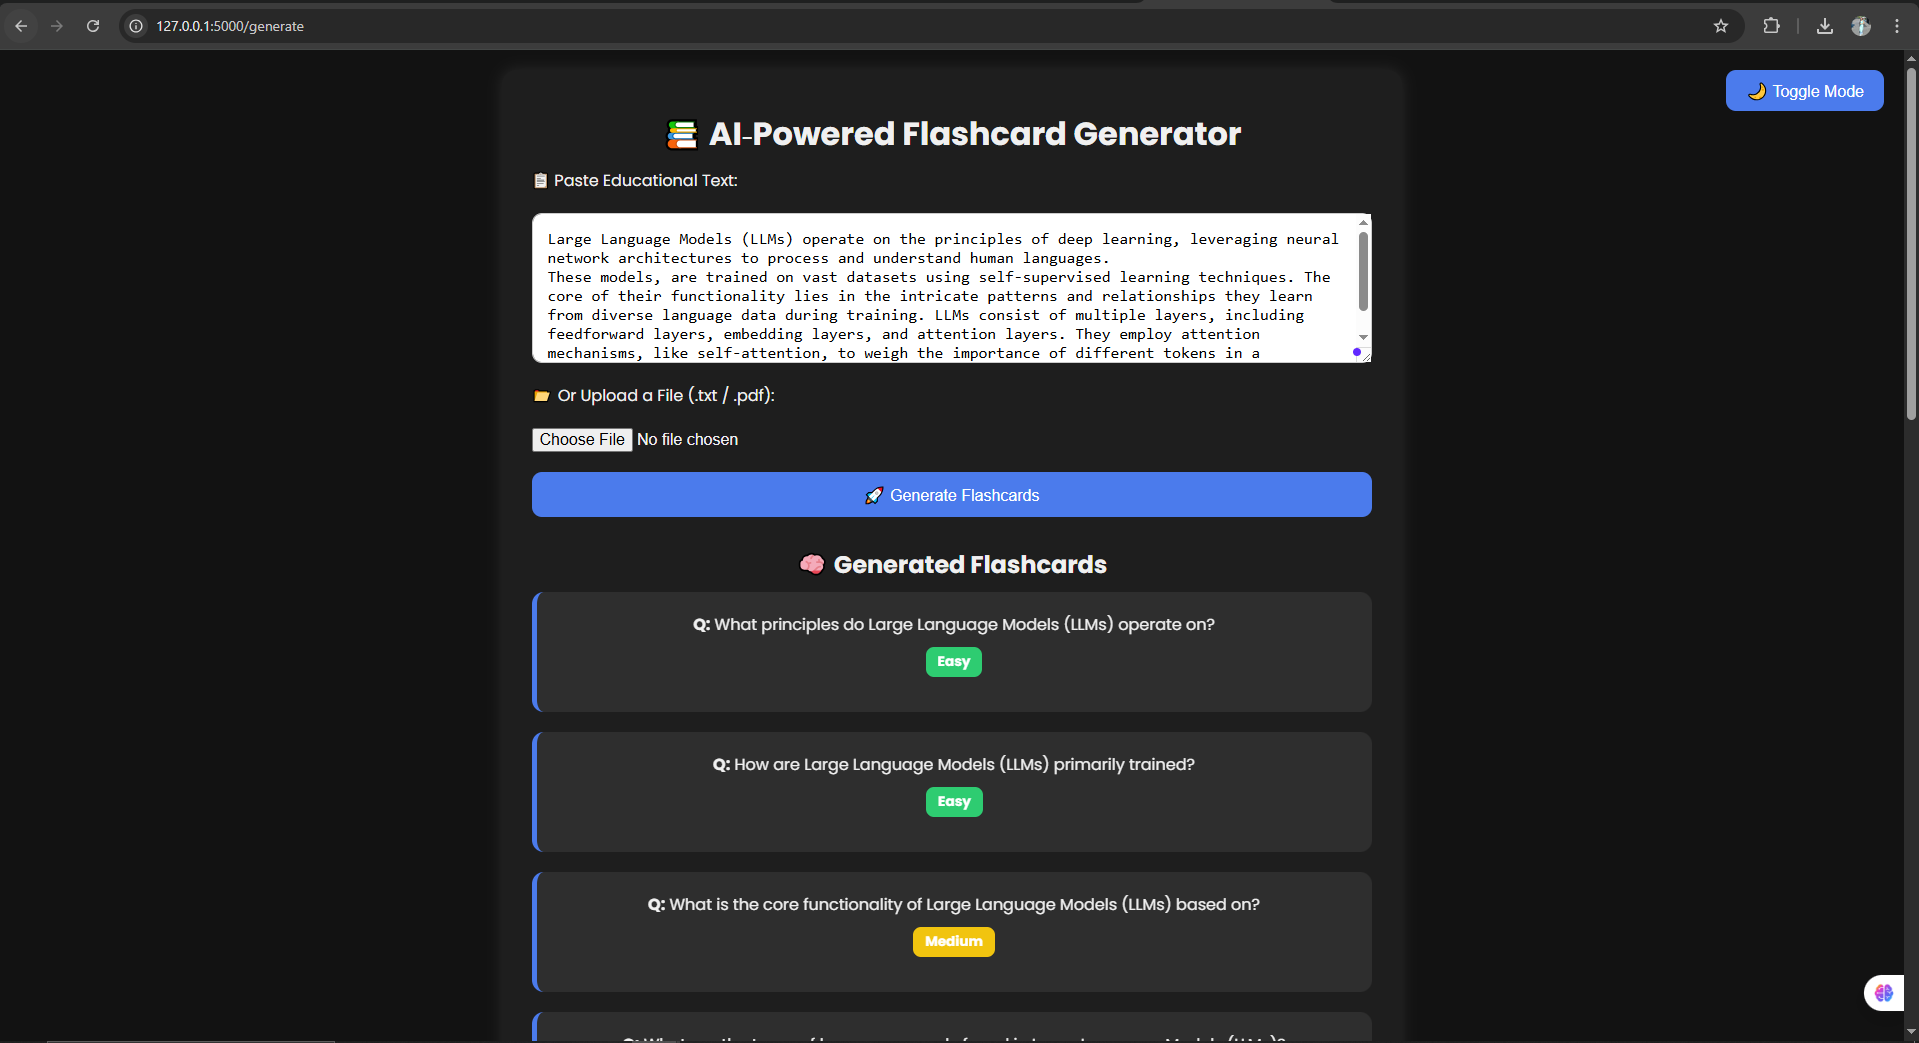 127.0.0.1:5000/generate
🌙 Toggle Mode
📚 AI-Powered Flashcard Generator
📋 Paste Educational Text:
Large Language Models (LLMs) operate on the principles of deep learning, leveraging neural
network architectures to process and understand human languages.
These models, are trained on vast datasets using self-supervised learning techniques. The
core of their functionality lies in the intricate patterns and relationships they learn
from diverse language data during training. LLMs consist of multiple layers, including
feedforward layers, embedding layers, and attention layers. They employ attention
mechanisms, like self-attention, to weigh the importance of different tokens in a
📂 Or Upload a File (.txt / .pdf):
Choose File No file chosen
🚀 Generate Flashcards
🧠 Generated Flashcards
Q: What principles do Large Language Models (LLMs) operate on?
Easy
Q: How are Large Language Models (LLMs) primarily trained?
Easy
Q: What is the core functionality of Large Language Models (LLMs) based on?
Medium